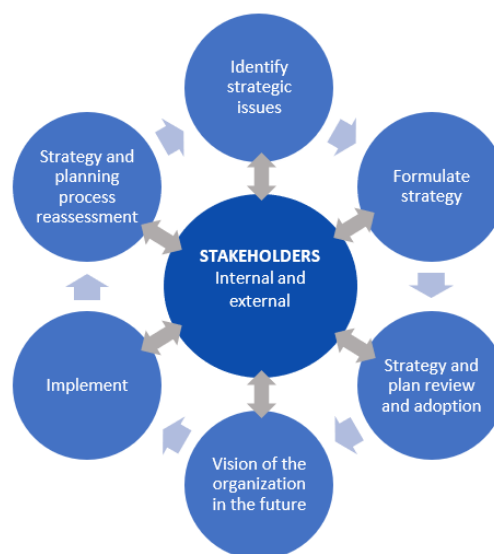 Identify
strategic
issues
Formulate
strategy
Strategy and
plan review
and adoption
Vision of the
organization
in the future
Implement
Strategy and
planning
process
reassessment
STAKEHOLDERS
Internal and
external